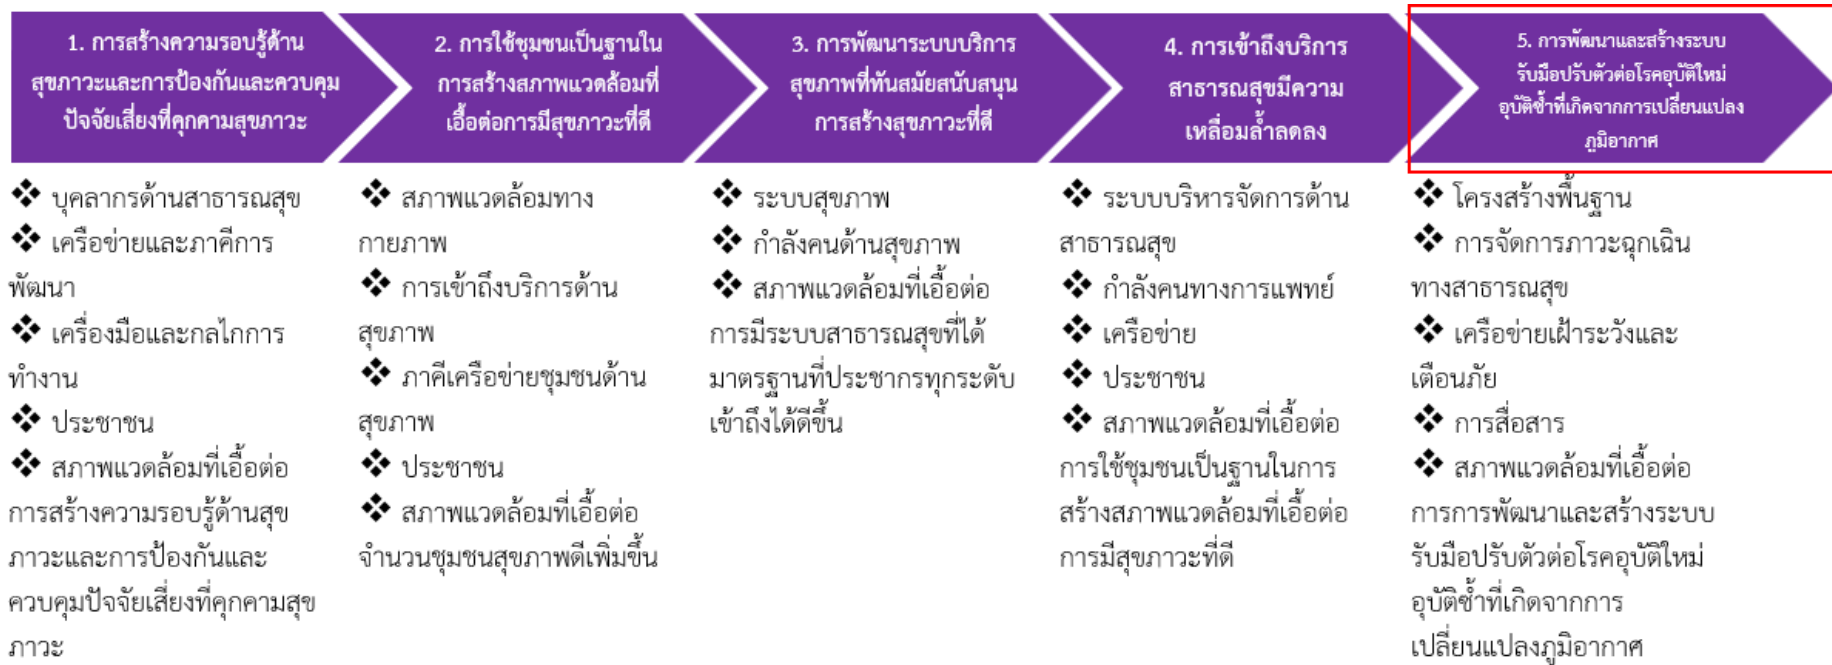 1. การสร้างความรอบรู้ด้าน
สุขภาวะและการป้องกันและควบคุม
ปัจจัยเสี่ยงที่คุกคามสุขภาวะ
2. การใช้ชุมชนเป็นฐานใน
การสร้างสภาพแวดล้อมที่
เอื้อต่อการมีสุขภาวะที่ดี
3. การพัฒนาระบบบริการ
สุขภาพที่ทันสมัยสนับสนุน
การสร้างสุขภาวะที่ดี
4. การเข้าถึงบริการ
สาธารณสุขมีความ
เหลื่อมล้ำลดลง
5. การพัฒนาและสร้างระบบ
รับมือปรับตัวต่อโรคอุบัติใหม่
อุบัติซ้ำที่เกิดจากการเปลี่ยนแปลง
ภูมิอากาศ
❖ บุคลากรด้านสาธารณสุข
❖ เครือข่ายและภาคีการ
พัฒนา
❖ เครื่องมือและกลไกการ
ทำงาน
❖ ประชาชน
❖ สภาพแวดล้อมที่เอื้อต่อ
การสร้างความรอบรู้ด้านสุข
ภาวะและการป้องกันและ
ควบคุมปัจจัยเสี่ยงที่คุกคามสุข
ภาวะ
❖ สภาพแวดล้อมทาง
กายภาพ
❖ การเข้าถึงบริการด้าน
สุขภาพ
❖ ภาคีเครือข่ายชุมชนด้าน
สุขภาพ
❖ ประชาชน
❖ สภาพแวดล้อมที่เอื้อต่อ
จำนวนชุมชนสุขภาพดีเพิ่มขึ้น
❖ ระบบสุขภาพ
❖ กำลังคนด้านสุขภาพ
❖ สภาพแวดล้อมที่เอื้อต่อ
การมีระบบสาธารณสุขที่ได้
มาตรฐานที่ประชากรทุกระดับ
เข้าถึงได้ดีขึ้น
❖ ระบบบริหารจัดการด้าน
สาธารณสุข
❖ กำลังคนทางการแพทย์
❖ เครือข่าย
❖ ประชาชน
❖ สภาพแวดล้อมที่เอื้อต่อ
การใช้ชุมชนเป็นฐานในการ
สร้างสภาพแวดล้อมที่เอื้อต่อ
การมีสุขภาวะที่ดี
❖ โครงสร้างพื้นฐาน
❖ การจัดการภาวะฉุกเฉิน
ทางสาธารณสุข
❖ เครือข่ายเฝ้าระวังและ
เตือนภัย
❖ การสื่อสาร
❖ สภาพแวดล้อมที่เอื้อต่อ
การการพัฒนาและสร้างระบบ
รับมือปรับตัวต่อโรคอุบัติใหม่
อุบัติซ้ำที่เกิดจากการ
เปลี่ยนแปลงภูมิอากาศ